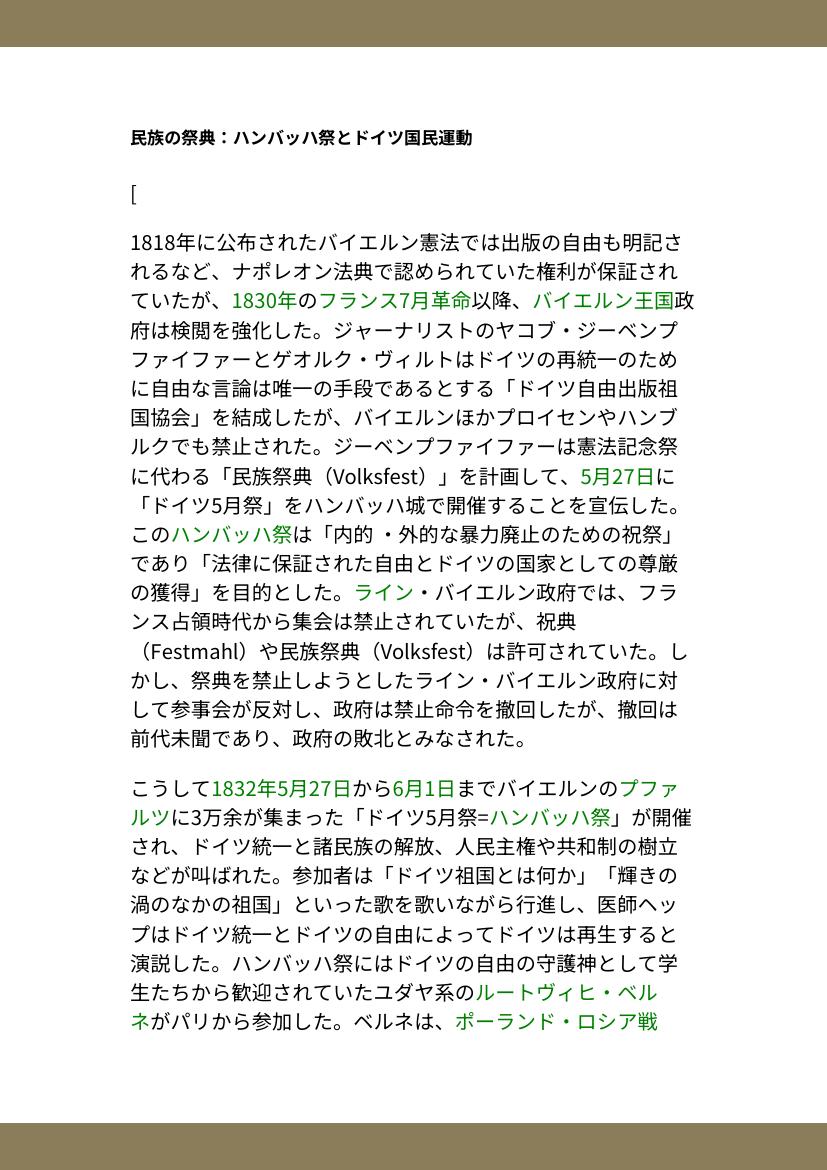 民族の祭典：ハンバッハ祭とドイツ国民運動
[
1818年に公布されたバイエルン憲法では出版の自由も明記さ
れるなど、ナポレオン法典で認められていた権利が保証され
ていたが、1830年のフランス7月革命以降、バイエルン王国政
府は検閲を強化した。ジャーナリストのヤコブ・ジーベンプ
ファイファーとゲオルク・ヴィルトはドイツの再統一のため
に自由な言論は唯一の手段であるとする「ドイツ自由出版祖
国協会」を結成したが、バイエルンほかプロイセンやハンブ
ルクでも禁止された。ジーベンプファイファーは憲法記念祭
に代わる「民族祭典（Volksfest）」を計画して、5月27日に
「ドイツ5月祭」をハンバッハ城で開催することを宣伝した。
このハンバッハ祭は「内的 ・外的な暴力廃止のための祝祭」
であり「法律に保証された自由とドイツの国家としての尊厳
の獲得」を目的とした。ライン・バイエルン政府では、フラ
ンス占領時代から集会は禁止されていたが、祝典
（Festmahl）や民族祭典（Volksfest）は許可されていた。し
かし、祭典を禁止しようとしたライン・バイエルン政府に対
して参事会が反対し、政府は禁止命令を撤回したが、撤回は
前代未聞であり、政府の敗北とみなされた。
こうして1832年5月27日から6月1日までバイエルンのプファ
ルツに3万余が集まった「ドイツ5月祭=ハンバッハ祭」が開催
され、ドイツ統一と諸民族の解放、人民主権や共和制の樹立
などが叫ばれた。参加者は「ドイツ祖国とは何か」「輝きの
渦のなかの祖国」といった歌を歌いながら行進し、医師ヘッ
プはドイツ統一とドイツの自由によってドイツは再生すると
演説した。ハンバッハ祭にはドイツの自由の守護神として学
生たちから歓迎されていたユダヤ系のルートヴィヒ・ベル
ネがパリから参加した。ベルネは、ポーランド・ロシア戦